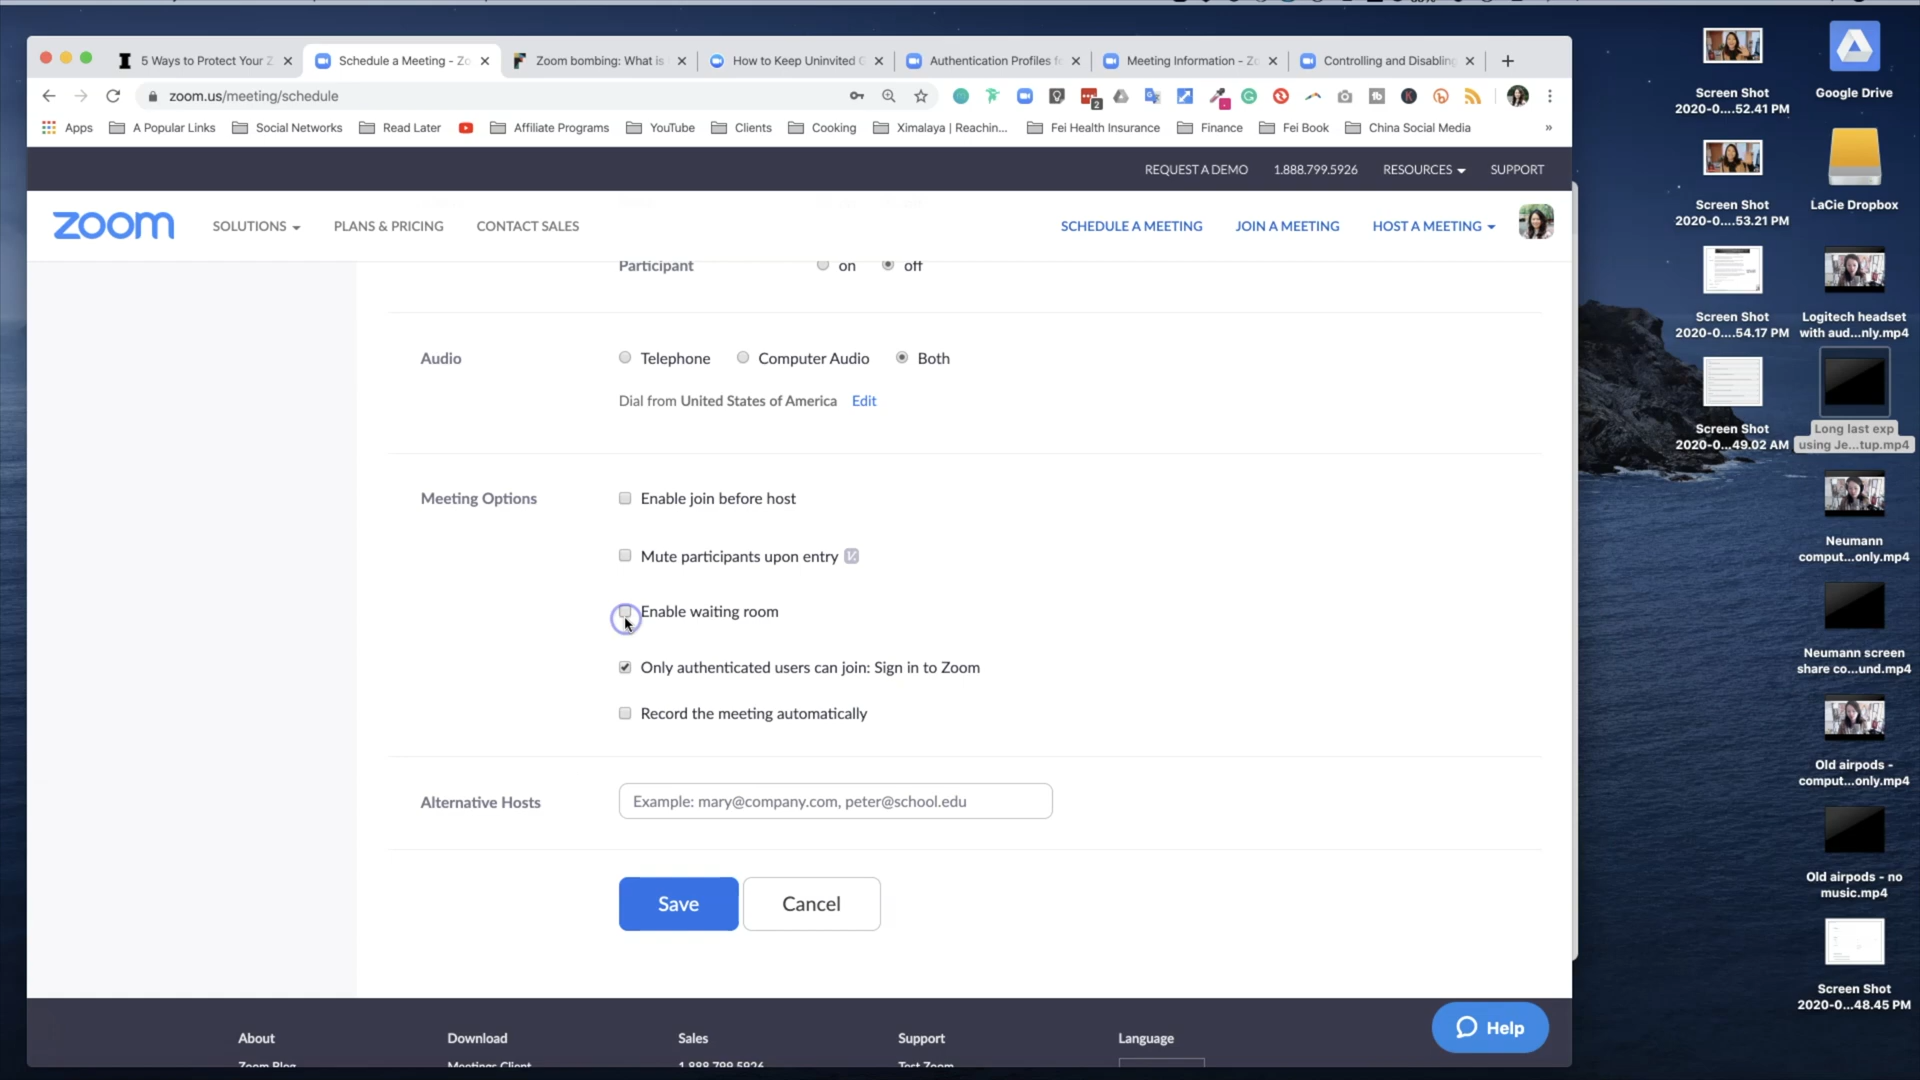 5 Ways to Protect Your Z
Schedule a Meeting - Zo
Zoom bombing: What is
How to Keep Uninvited G
Authentication Profiles fo
Meeting Information - Zo
Controlling and Disabling
zoom.us/meeting/schedule
2
Apps
A Popular Links
Social Networks
Read Later
Affiliate Programs
YouTube
Clients
Cooking
Ximalaya | Reachin...
Fei Health Insurance
Finance
Fei Book
China Social Media
»
REQUEST A DEMO
1.888.799.5926
RESOURCES
SUPPORT
zoom
SOLUTIONS
PLANS & PRICING
CONTACT SALES
SCHEDULE A MEETING
JOIN A MEETING
HOST A MEETING
Participant
on
off
Audio
Telephone
Computer Audio
Both
Dial from United States of America Edit
Meeting Options
Enable join before host
Mute participants upon entry
Enable waiting room
Only authenticated users can join: Sign in to Zoom
Record the meeting automatically
Alternative Hosts
Example: mary@company.com, peter@school.edu
Save
Cancel
Help
About
Download
Sales
Support
Language
Zoom Blog
Meetings Client
1.888.799.5926
Test Zoom
Screen Shot
2020-0....52.41 PM
Google Drive
Screen Shot
2020-0....53.21 PM
LaCie Dropbox
Screen Shot
2020-0....54.17 PM
Logitech headset
with aud...nly.mp4
Screen Shot
2020-0...49.02 AM
Long last exp
using Je...tup.mp4
Neumann
comput...only.mp4
Neumann screen
share co...und.mp4
Old airpods -
comput...only.mp4
Old airpods - no
music.mp4
Screen Shot
2020-0...48.45 PM